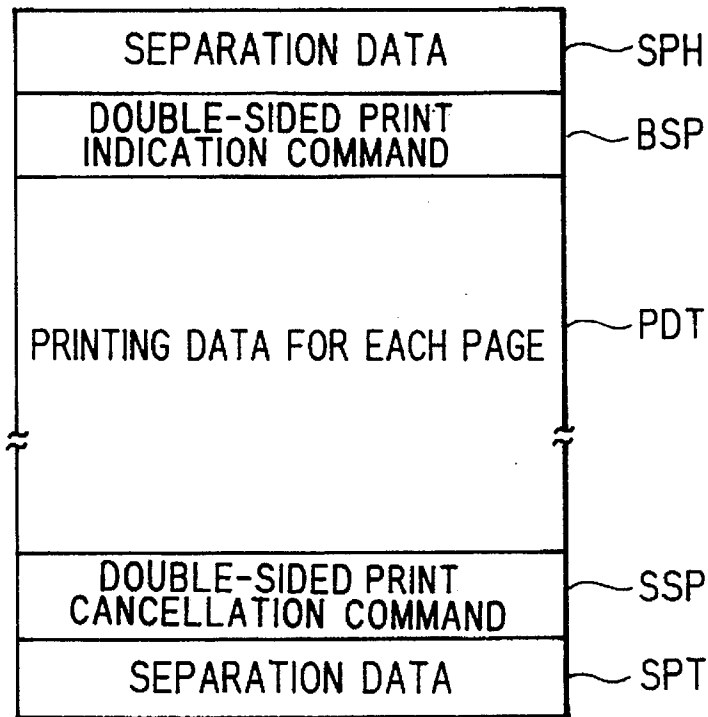 SEPARATION DATA SPH
DOUBLE-SIDED PRINT
INDICATION COMMAND BSP
PRINTING DATA FOR EACH PAGE PDT
DOUBLE-SIDED PRINT
CANCELLATION COMMAND SSP
SEPARATION DATA SPT